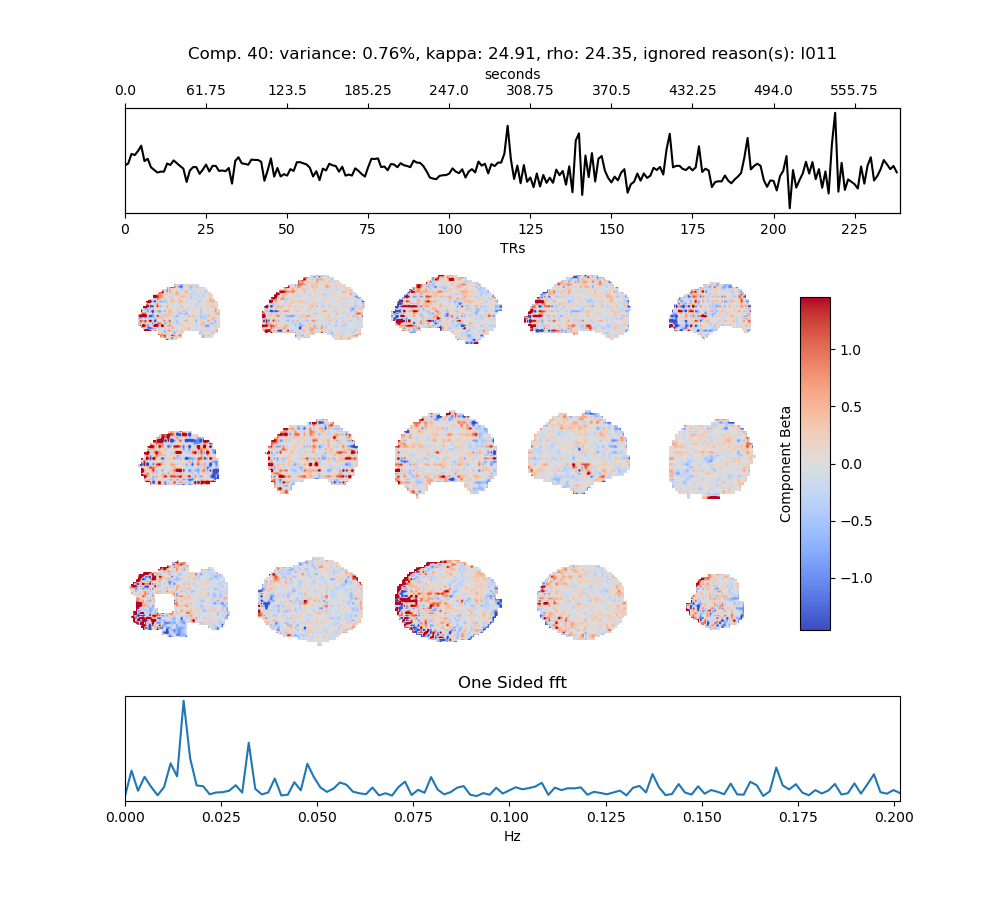 Comp. 40: variance: 0.76%, kappa: 24.91, rho: 24.35, ignored reason(s): I011
seconds
0.0 61.75 123.5 185.25 247.0 308.75 370.5 432.25 494.0 555.75
0 25 50 75 100 125 150 175 200 225
TRs
1.0
0.5
0.0
−0.5
−1.0
Component Beta
One Sided fft
0.000 0.025 0.050 0.075 0.100 0.125 0.150 0.175 0.200
Hz